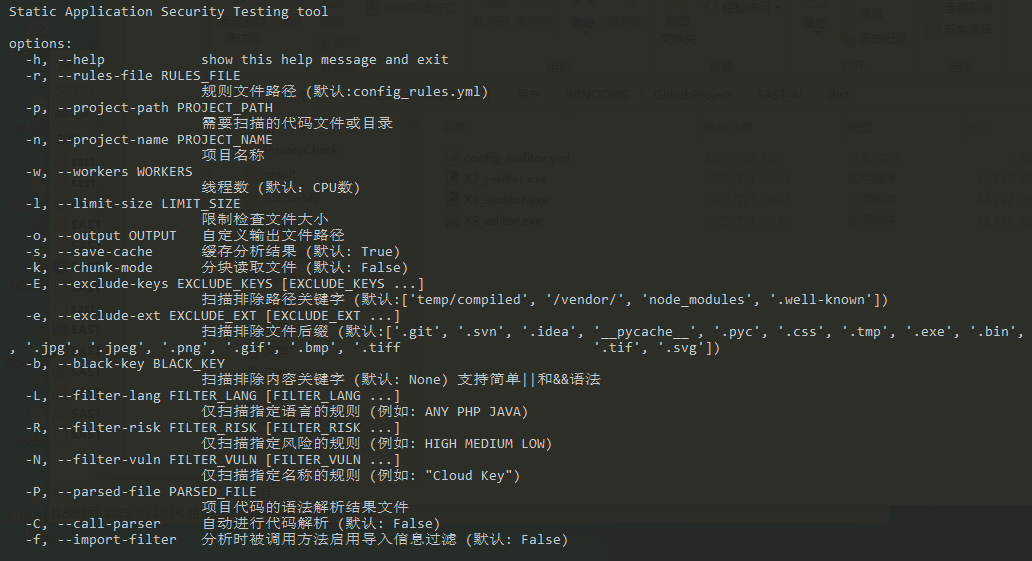 Static Application Security Testing tool
options:
-h, --help show this help message and exit
-r, --rules-file RULES_FILE
规则文件路径 (默认:config_rules.yml)
-p, --project-path PROJECT_PATH
需要扫描的代码文件或目录
-n, --project-name PROJECT_NAME
项目名称
-w, --workers WORKERS
线程数 (默认: CPU数)
-l, --limit-size LIMIT_SIZE
限制检查文件大小
-o, --output OUTPUT 自定义输出文件路径
-s, --save-cache 缓存分析结果 (默认: True)
-k, --chunk-mode 分块读取文件 (默认: False)
-E, --exclude-keys EXCLUDE_KEYS [EXCLUDE_KEYS ...]
扫描排除路径关键字 (默认:['temp/compiled', '/vendor/', 'node_modules', '.well-known'])
-e, --exclude-ext EXCLUDE_EXT [EXCLUDE_EXT ...]
扫描排除文件后缀 (默认:['.git', '.svn', '.idea', '__pycache__', '.pyc', '.css', '.tmp', '.exe', '.bin',
, '.jpg', '.jpeg', '.png', '.gif', '.bmp', '.tiff '.tif', '.svg'])
-b, --black-key BLACK_KEY
扫描排除内容关键字 (默认: None) 支持简单||和&&语法
-L, --filter-lang FILTER_LANG [FILTER_LANG ...]
仅扫描指定语言的规则 (例如: ANY PHP JAVA)
-R, --filter-risk FILTER_RISK [FILTER_RISK ...]
仅扫描指定风险的规则 (例如: HIGH MEDIUM LOW)
-N, --filter-vuln FILTER_VULN [FILTER_VULN ...]
仅扫描指定名称的规则 (例如: "Cloud Key")
-P, --parsed-file PARSED_FILE
项目代码的语法解析结果文件
-C, --call-parser 自动进行代码解析 (默认: False)
-f, --import-filter 分析时被调用方法启用导入信息过滤 (默认: False)